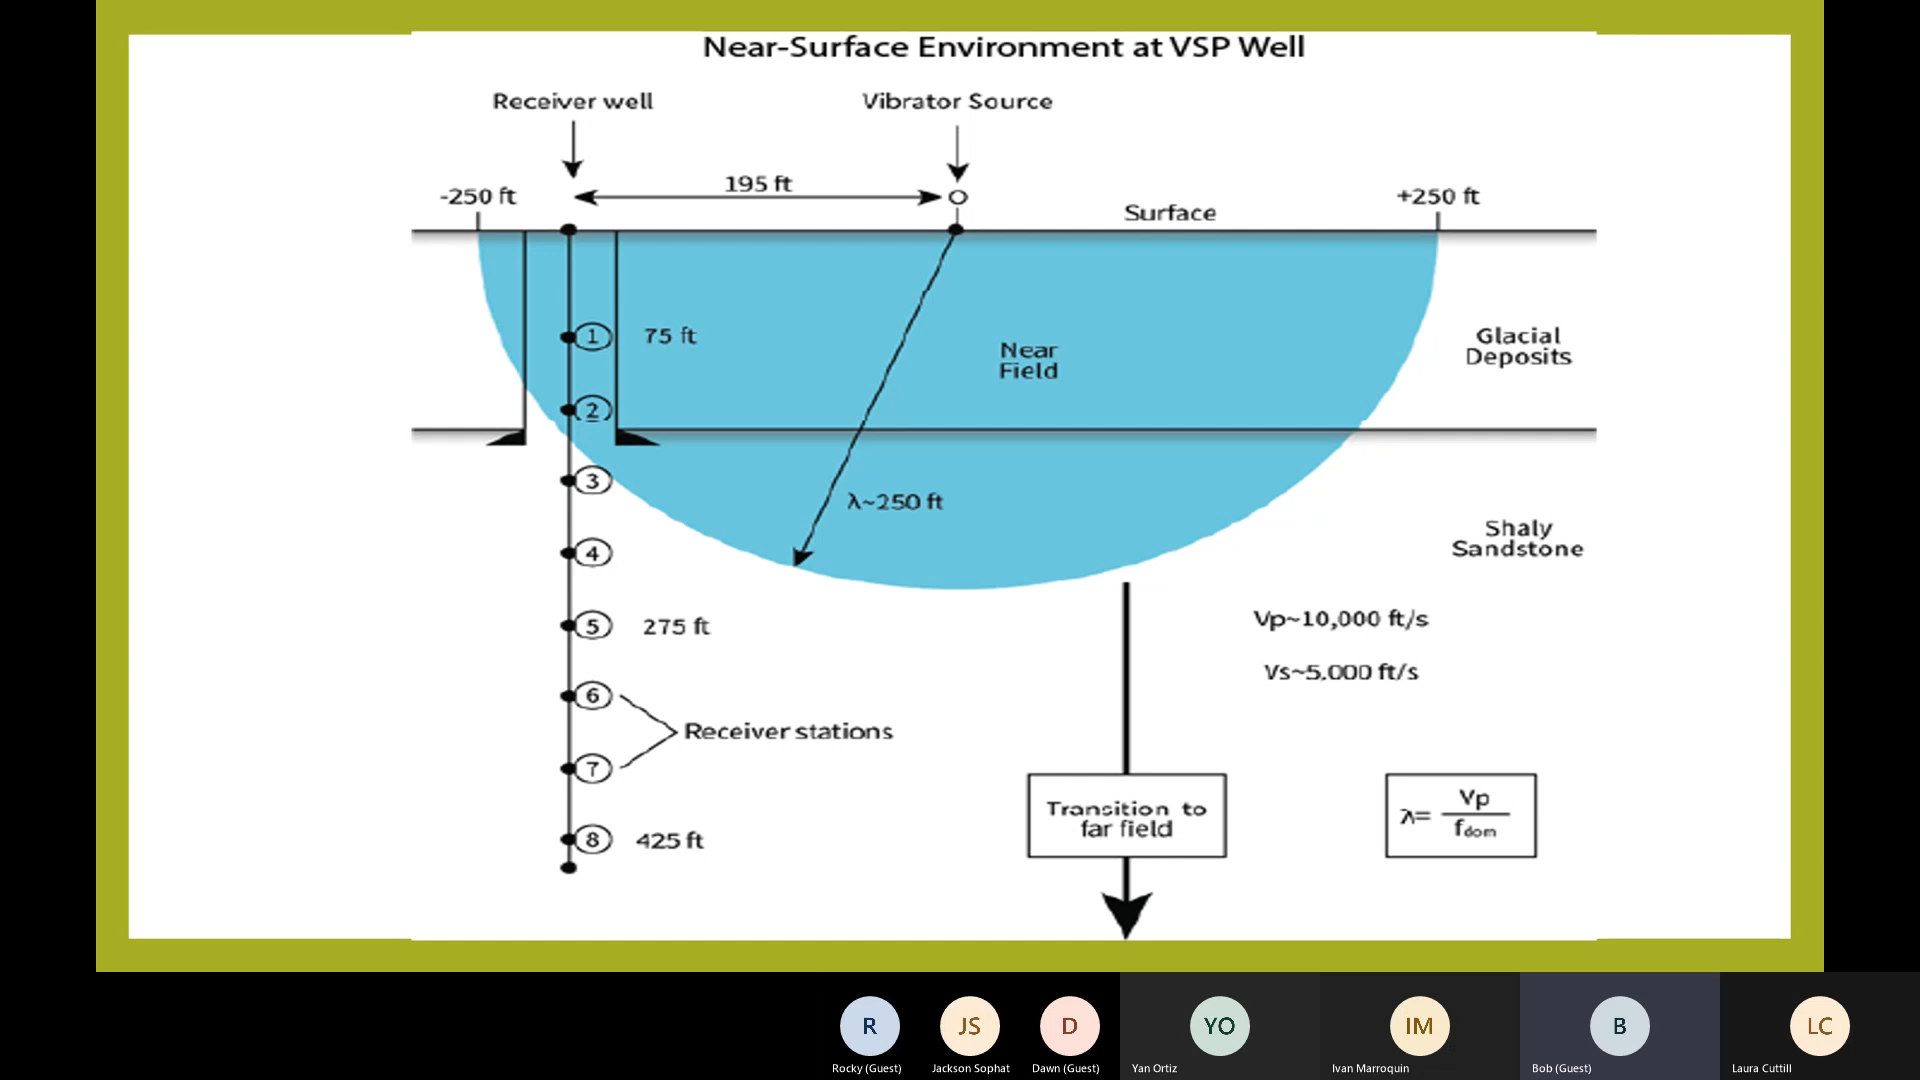 Near-Surface Environment at VSP Well
Receiver well
Vibrator Source
195 ft
-250 ft
+250 ft
Surface
1
75 ft
Near
Field
Glacial
Deposits
2
3
λ~250 ft
Shaly
Sandstone
4
5
275 ft
Vp~10,000 ft/s
Vs~5,000 ft/s
6
Receiver stations
7
Transition to
far field
λ= Vp
fdom
8
425 ft
R
JS
D
YO
IM
B
LC
Rocky (Guest)
Jackson Sophat
Dawn (Guest)
Yan Ortiz
Ivan Marroquin
Bob (Guest)
Laura Cuttill